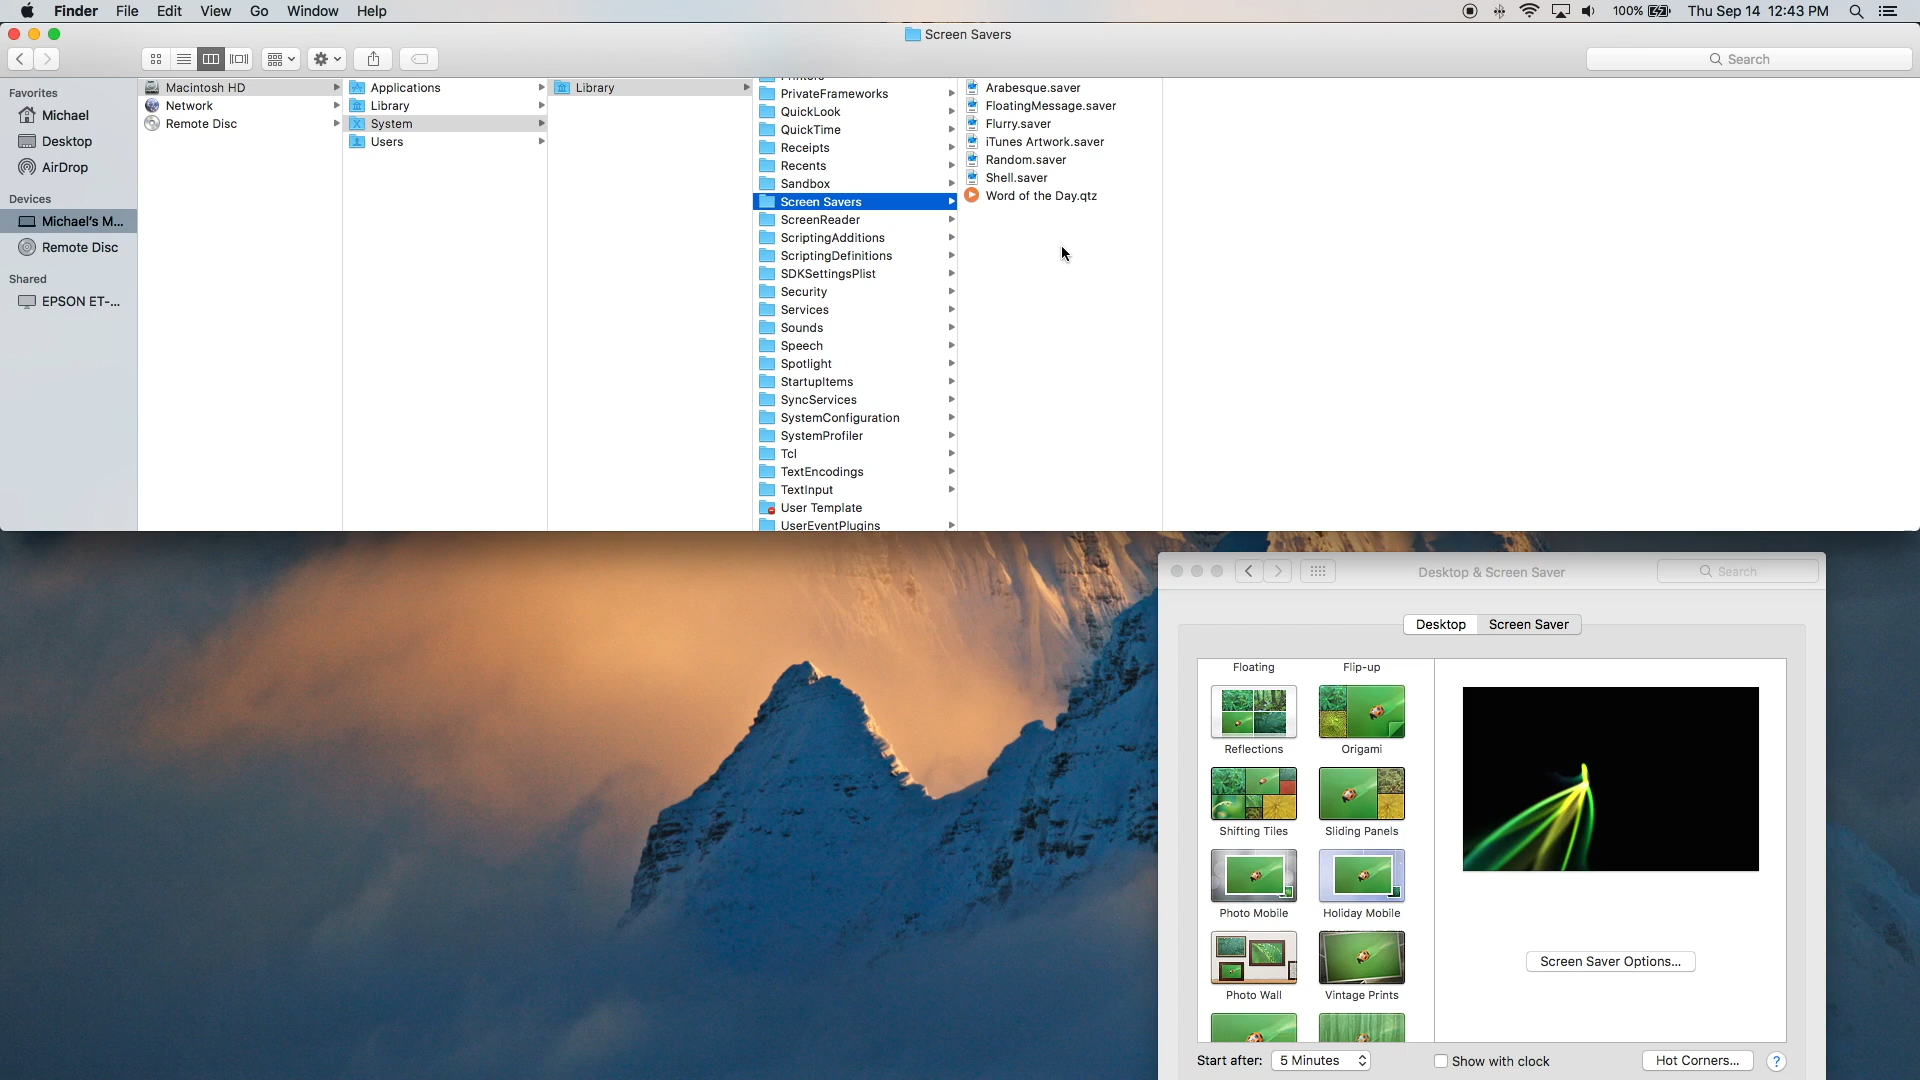 Finder File Edit View Go Window Help
100% Thu Sep 14 12:43 PM
Screen Savers
Search
Favorites
Michael
Desktop
AirDrop
Devices
Michael's M...
Remote Disc
Shared
EPSON ET-...
Macintosh HD
Network
Remote Disc
Applications
Library
System
Users
Library
Printers
PrivateFrameworks
QuickLook
QuickTime
Receipts
Recents
Sandbox
Screen Savers
ScreenReader
ScriptingAdditions
ScriptingDefinitions
SDKSettingsPlist
Security
Services
Sounds
Speech
Spotlight
StartupItems
SyncServices
SystemConfiguration
SystemProfiler
Tcl
TextEncodings
TextInput
User Template
UserEventPlugins
Arabesque.saver
FloatingMessage.saver
Flurry.saver
iTunes Artwork.saver
Random.saver
Shell.saver
Word of the Day.qtz
Desktop & Screen Saver
Search
Desktop Screen Saver
Floating Flip-up
Reflections Origami
Shifting Tiles Sliding Panels
Photo Mobile Holiday Mobile
Photo Wall Vintage Prints
Screen Saver Options...
Start after: 5 Minutes
Show with clock
Hot Corners...
?